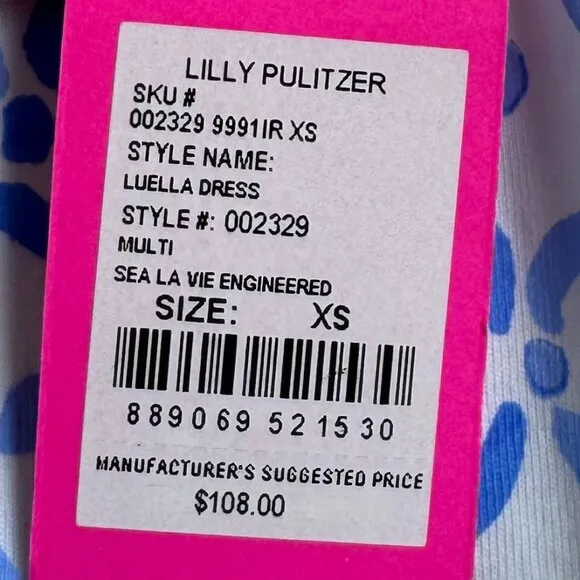 LILLY PULITZER
SKU #
002329 9991IR XS
STYLE NAME:
LUELLA DRESS
STYLE #: 002329
MULTI
SEA LA VIE ENGINEERED
SIZE: XS
889069 521530
MANUFACTURER'S SUGGESTED PRICE
$108.00